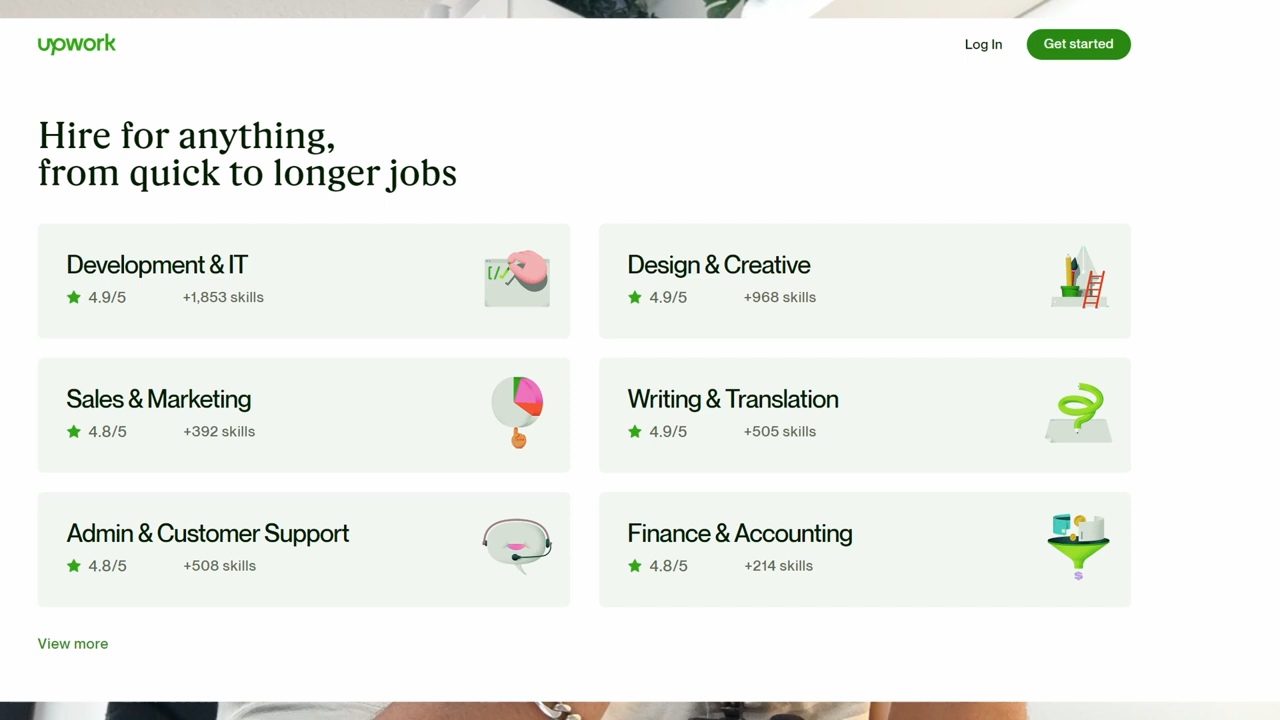 upwork
Log In
Get started
Hire for anything,
from quick to longer jobs
Development & IT
4.9/5 +1,853 skills
Design & Creative
4.9/5 +968 skills
Sales & Marketing
4.8/5 +392 skills
Writing & Translation
4.9/5 +505 skills
Admin & Customer Support
4.8/5 +508 skills
Finance & Accounting
4.8/5 +214 skills
View more